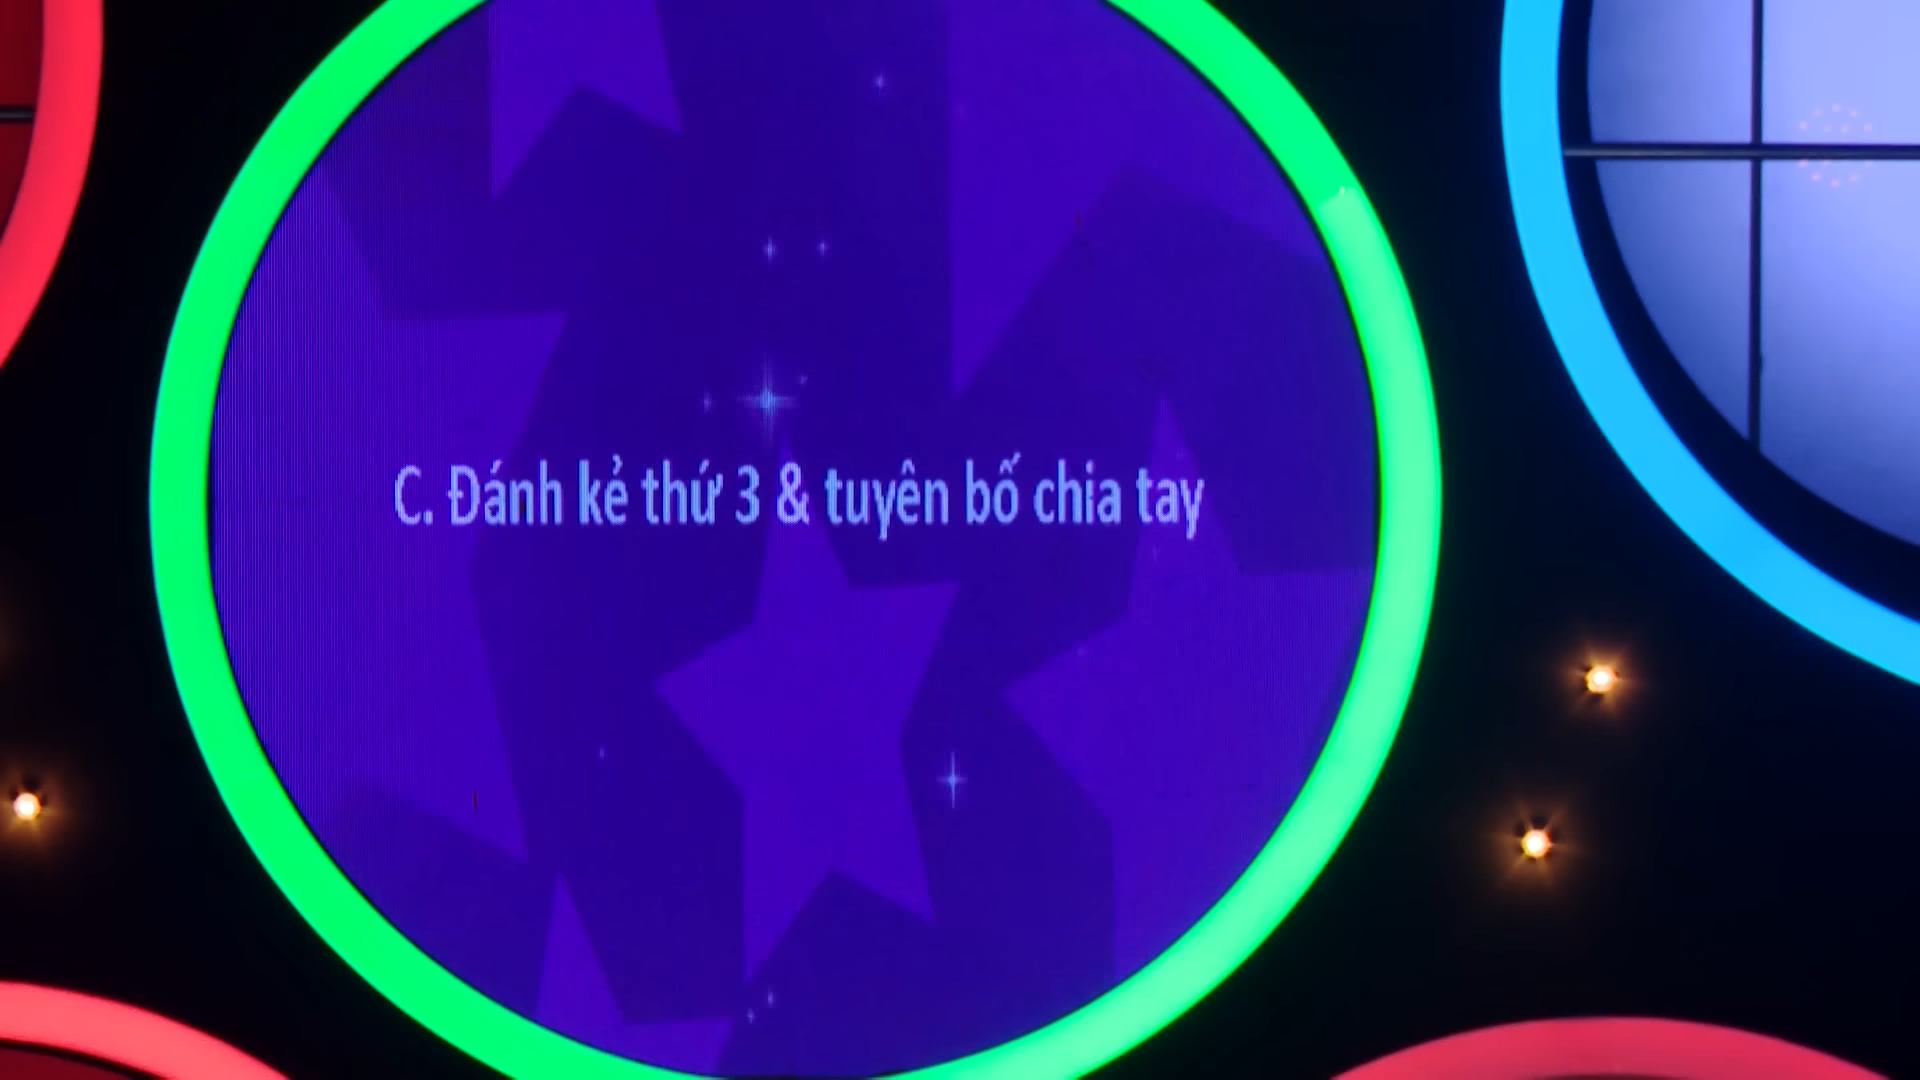 C. Đánh kẻ thứ 3 & tuyên bố chia tay